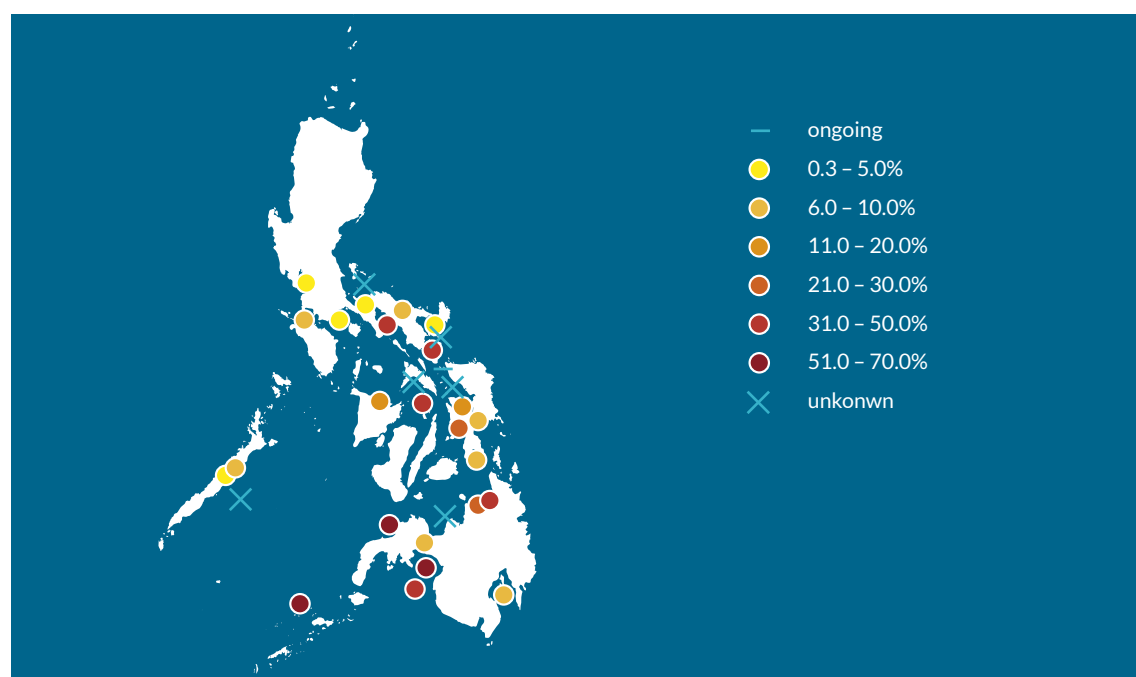 ongoing
0.3 – 5.0%
6.0 – 10.0%
11.0 – 20.0%
21.0 – 30.0%
31.0 – 50.0%
51.0 – 70.0%
unkonwn